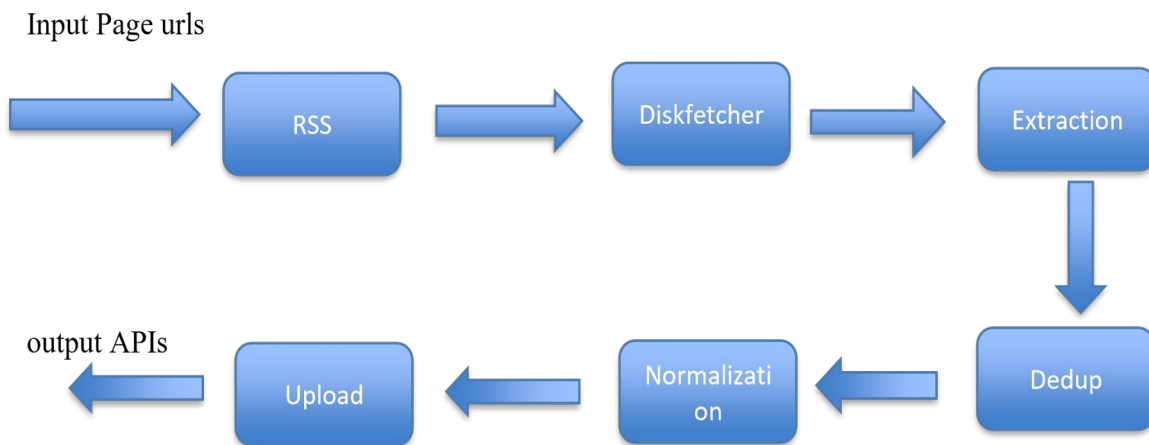 Input Page urls
RSS
Diskfetcher
Extraction
output APIs
Upload
Normalizati
on
Dedup